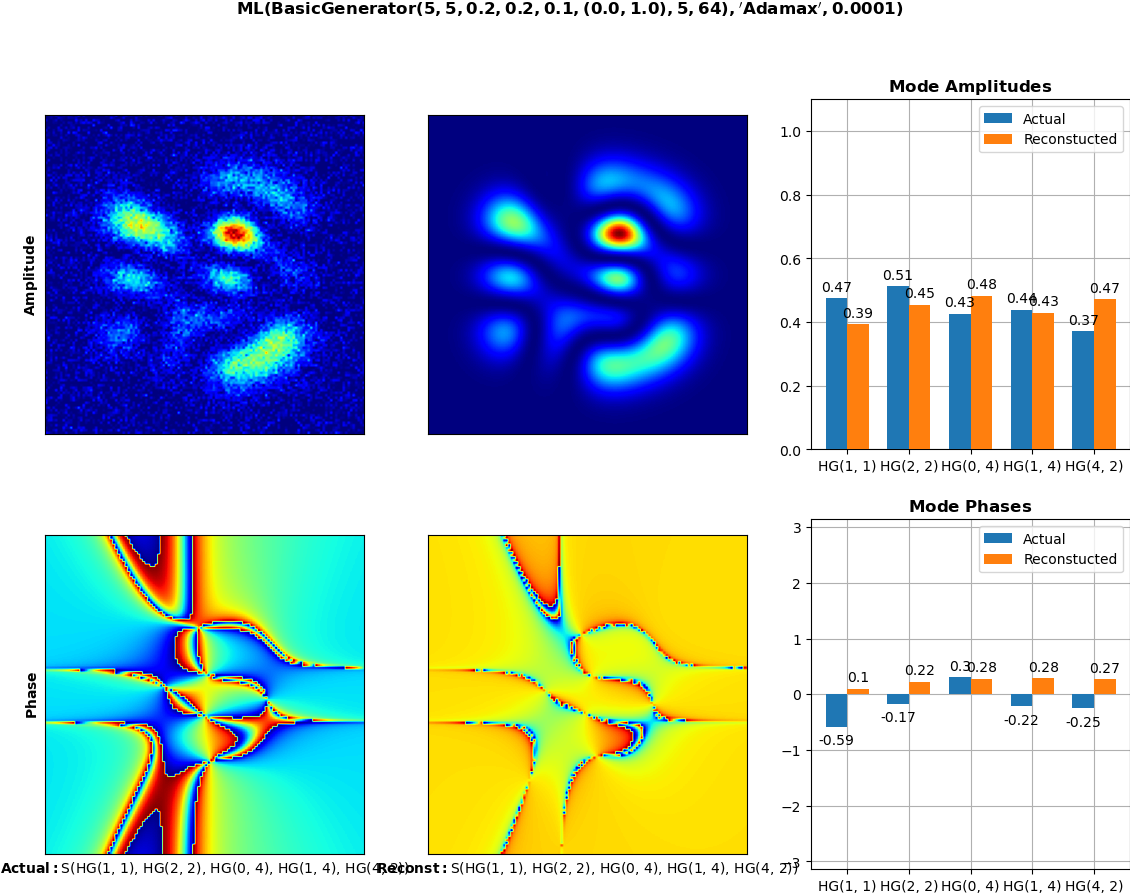 ML(BasicGenerator(5, 5, 0.2, 0.2, 0.1, (0.0, 1.0), 5, 64), 'Adamax', 0.0001)
Mode Amplitudes
Actual
Reconstucted
1.0
0.8
0.6
0.4
0.2
0.0
0.47
0.39
0.51
0.45
0.43
0.48
0.44
0.43
0.37
0.47
HG(1, 1)
HG(2, 2)
HG(0, 4)
HG(1, 4)
HG(4, 2)
Amplitude
Mode Phases
Actual
Reconstucted
3
2
1
0
−1
−2
−3
-0.59
0.1
-0.17
0.22
0.3
0.28
-0.22
0.28
-0.25
0.27
HG(1, 1)
HG(2, 2)
HG(0, 4)
HG(1, 4)
HG(4, 2)
Phase
Actual: S(HG(1, 1), HG(2, 2), HG(0, 4), HG(1, 4), HG(4, 2))
Reconst: S(HG(1, 1), HG(2, 2), HG(0, 4), HG(1, 4), HG(4, 2))